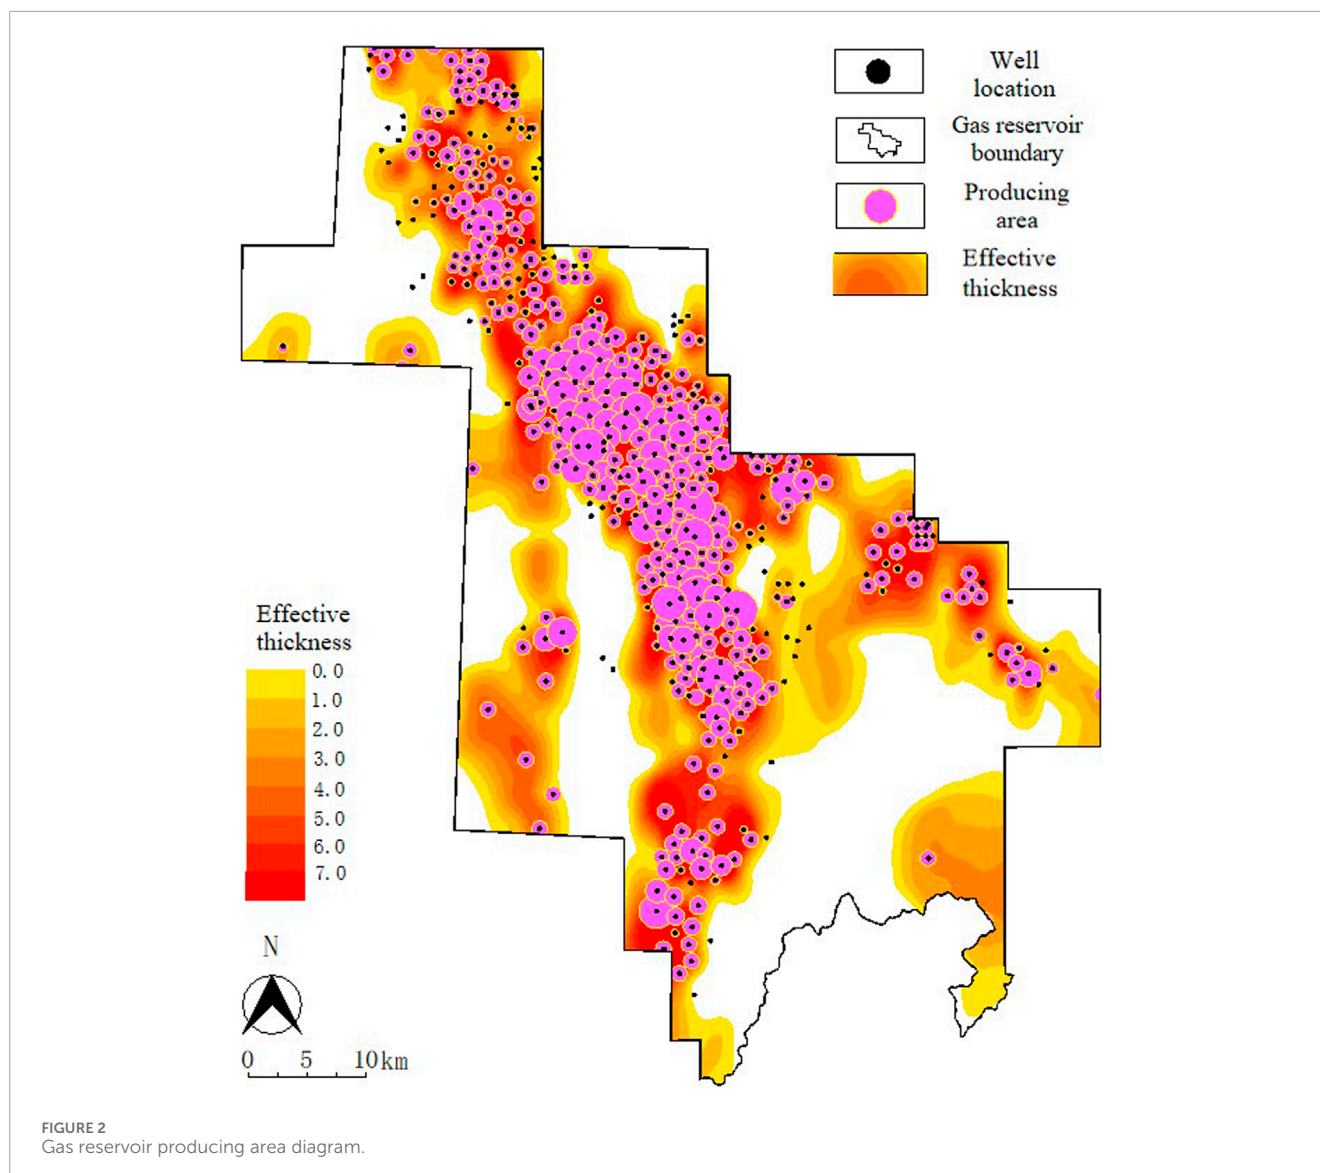 Well
location
Gas reservoir
boundary
Producing
area
Effective
thickness
Effective
thickness
0.0
1.0
2.0
3.0
4.0
5.0
6.0
7.0
N
0 5 10km
FIGURE 2
Gas reservoir producing area diagram.